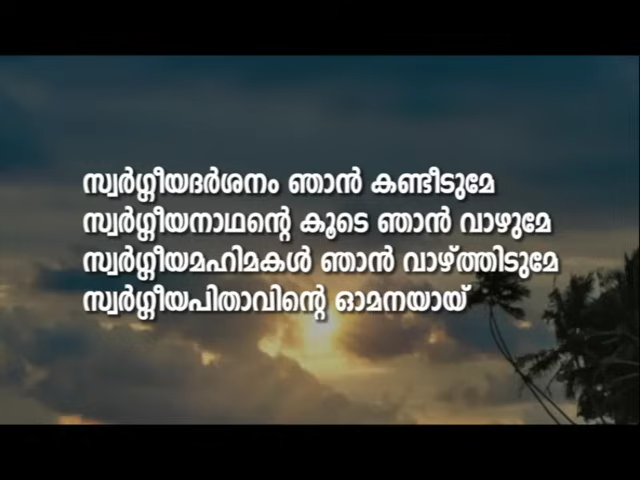 സ്വർഗ്ഗീയദർശനം ഞാൻ കണ്ടീടുമേ
സ്വർഗ്ഗീയനാഥന്റെ കൂടെ ഞാൻ വാഴുമേ
സ്വർഗ്ഗീയമഹിമകൾ ഞാൻ വാഴ്ത്തിടുമേ
സ്വർഗ്ഗീയപിതാവിന്റെ ഓമനയായ്